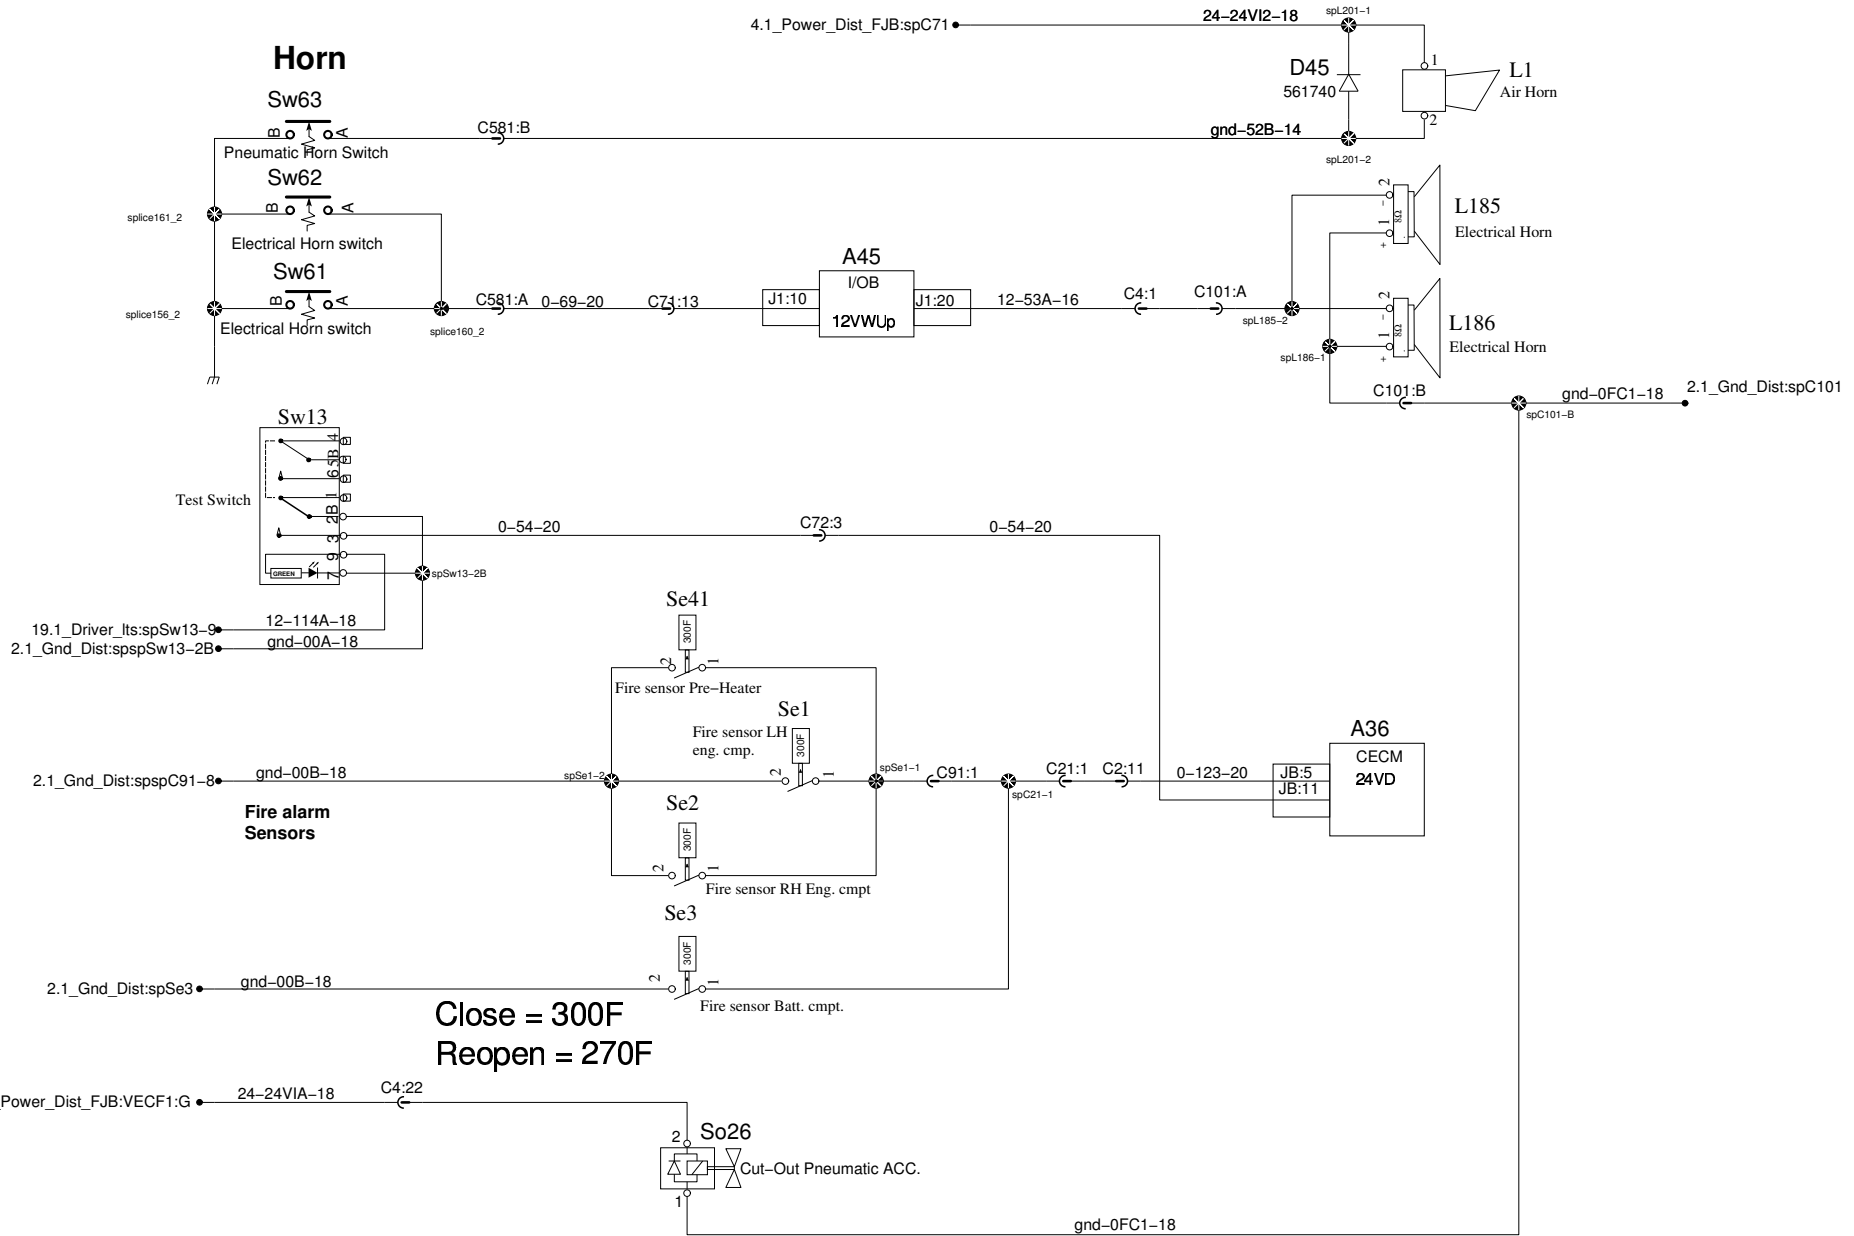 4.1_Power_Dist_FJB:spC71
24-24VI2-18
spL201-1
Horn
D45
561740
1
L1
Air Horn
2
Sw63
B
A
C581:B
gnd-52B-14
spL201-2
Pneumatic Horn Switch
Sw62
B
A
splice161_2
Electrical Horn switch
2
-
8Ω
1
+
L185
Electrical Horn
Sw61
B
A
splice156_2
Electrical Horn switch
splice160_2
C581:A
0-69-20
C71:13
A45
I/OB
J1:10
J1:20
12VWUp
12-53A-16
C4:1
C101:A
spL185-2
2
-
8Ω
1
+
L186
Electrical Horn
spL186-1
C101:B
gnd-0FC1-18
2.1_Gnd_Dist:spC101
spC101-B
Sw13
4
5B
6
1
2B
3
9
7
GREEN
Test Switch
0-54-20
C72:3
0-54-20
spSw13-2B
19.1_Driver_lts:spSw13-9
12-114A-18
2.1_Gnd_Dist:spspSw13-2B
gnd-00A-18
Se41
300F
2
1
Fire sensor Pre-Heater
Se1
Fire sensor LH
eng. cmp.
300F
2
1
2.1_Gnd_Dist:spspC91-8
gnd-00B-18
spSe1-2
spSe1-1
C91:1
spC21-1
C21:1
C2:11
0-123-20
A36
CECM
24VD
JB:5
JB:11
Fire alarm
Sensors
Se2
300F
2
1
Fire sensor RH Eng. cmpt
Se3
300F
2
1
2.1_Gnd_Dist:spSe3
gnd-00B-18
Fire sensor Batt. cmpt.
Close = 300F
Reopen = 270F
Power_Dist_FJB:VECF1:G
24-24VIA-18
C4:22
2
So26
Cut-Out Pneumatic ACC.
1
gnd-0FC1-18